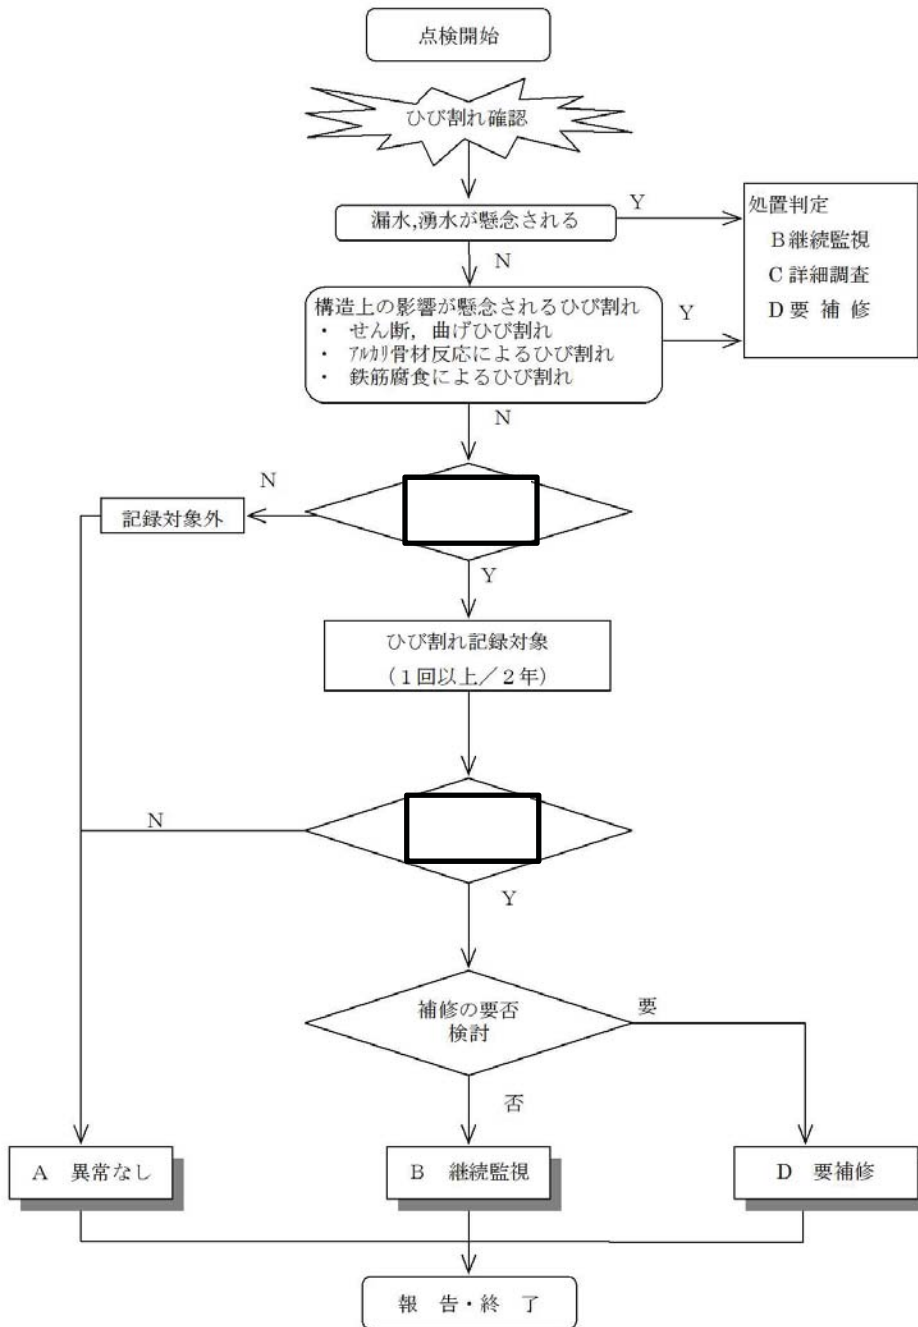 点検開始
ひび割れ確認
漏水,湧水が懸念される
Y
処置判定
B継続監視
C詳細調査
D要 補 修
N
構造上の影響が懸念されるひび割れ
・ せん断, 曲げひび割れ
・ アルカリ骨材反応によるひび割れ
・ 鉄筋腐食によるひび割れ
Y
N
N
記録対象外
Y
ひび割れ記録対象
(1回以上/2年)
N
Y
補修の要否
検討
要
否
A 異常なし
B 継続監視
D 要補修
報 告・終 了